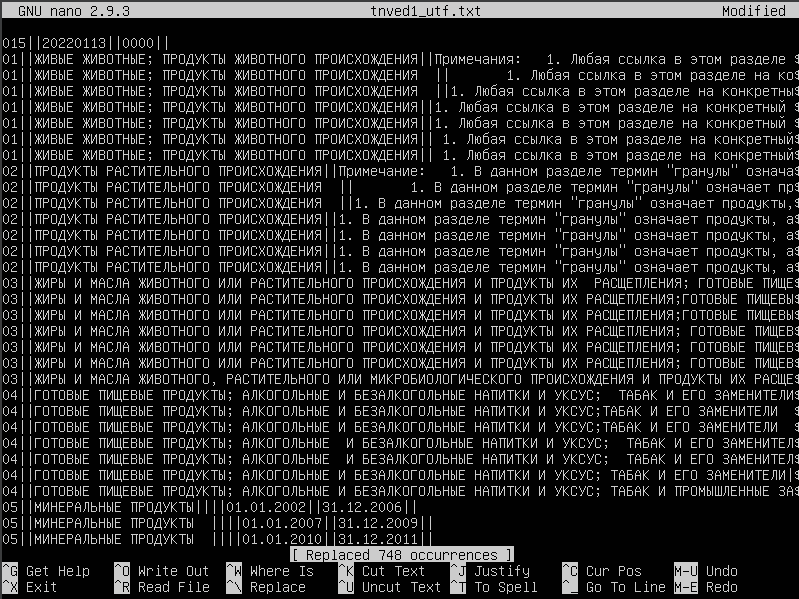 GNU nano 2.9.3 tnved1_utf.txt Modified
015||20220113||0000||
01||ЖИВЫЕ ЖИВОТНЫЕ; ПРОДУКТЫ ЖИВОТНОГО ПРОИСХОЖДЕНИЯ||Примечания:   1. Любая ссылка в этом разделе $
01||ЖИВЫЕ ЖИВОТНЫЕ; ПРОДУКТЫ ЖИВОТНОГО ПРОИСХОЖДЕНИЯ  ||       1. Любая ссылка в этом разделе на ко$
01||ЖИВЫЕ ЖИВОТНЫЕ; ПРОДУКТЫ ЖИВОТНОГО ПРОИСХОЖДЕНИЯ  ||1. Любая ссылка в этом разделе на конкретны$
01||ЖИВЫЕ ЖИВОТНЫЕ; ПРОДУКТЫ ЖИВОТНОГО ПРОИСХОЖДЕНИЯ||1. Любая ссылка в этом разделе на конкретный $
01||ЖИВЫЕ ЖИВОТНЫЕ; ПРОДУКТЫ ЖИВОТНОГО ПРОИСХОЖДЕНИЯ||1. Любая ссылка в этом разделе на конкретный $
01||ЖИВЫЕ ЖИВОТНЫЕ; ПРОДУКТЫ ЖИВОТНОГО ПРОИСХОЖДЕНИЯ|| 1. Любая ссылка в этом разделе на конкретный$
01||ЖИВЫЕ ЖИВОТНЫЕ; ПРОДУКТЫ ЖИВОТНОГО ПРОИСХОЖДЕНИЯ|| 1. Любая ссылка в этом разделе на конкретный$
02||ПРОДУКТЫ РАСТИТЕЛЬНОГО ПРОИСХОЖДЕНИЯ||Примечание:   1. В данном разделе термин "гранулы" означа$
02||ПРОДУКТЫ РАСТИТЕЛЬНОГО ПРОИСХОЖДЕНИЯ  ||       1. В данном разделе термин "гранулы" означает пр$
02||ПРОДУКТЫ РАСТИТЕЛЬНОГО ПРОИСХОЖДЕНИЯ  ||1. В данном разделе термин "гранулы" означает продукты,$
02||ПРОДУКТЫ РАСТИТЕЛЬНОГО ПРОИСХОЖДЕНИЯ||1. В данном разделе термин "гранулы" означает продукты, а$
02||ПРОДУКТЫ РАСТИТЕЛЬНОГО ПРОИСХОЖДЕНИЯ||1. В данном разделе термин "гранулы" означает продукты, а$
02||ПРОДУКТЫ РАСТИТЕЛЬНОГО ПРОИСХОЖДЕНИЯ||1. В данном разделе термин "гранулы" означает продукты, а$
02||ПРОДУКТЫ РАСТИТЕЛЬНОГО ПРОИСХОЖДЕНИЯ||1. В данном разделе термин "гранулы" означает продукты, а$
03||ЖИРЫ И МАСЛА ЖИВОТНОГО ИЛИ РАСТИТЕЛЬНОГО ПРОИСХОЖДЕНИЯ И ПРОДУКТЫ ИХ  РАСЩЕПЛЕНИЯ; ГОТОВЫЕ ПИЩЕ$
03||ЖИРЫ И МАСЛА ЖИВОТНОГО ИЛИ РАСТИТЕЛЬНОГО ПРОИСХОЖДЕНИЯ И ПРОДУКТЫ ИХ РАСЩЕПЛЕНИЯ;ГОТОВЫЕ ПИЩЕВЫ$
03||ЖИРЫ И МАСЛА ЖИВОТНОГО ИЛИ РАСТИТЕЛЬНОГО ПРОИСХОЖДЕНИЯ И ПРОДУКТЫ ИХ РАСЩЕПЛЕНИЯ;ГОТОВЫЕ ПИЩЕВЫ$
03||ЖИРЫ И МАСЛА ЖИВОТНОГО ИЛИ РАСТИТЕЛЬНОГО ПРОИСХОЖДЕНИЯ И ПРОДУКТЫ ИХ РАСЩЕПЛЕНИЯ; ГОТОВЫЕ ПИЩЕВ$
03||ЖИРЫ И МАСЛА ЖИВОТНОГО ИЛИ РАСТИТЕЛЬНОГО ПРОИСХОЖДЕНИЯ И ПРОДУКТЫ ИХ РАСЩЕПЛЕНИЯ; ГОТОВЫЕ ПИЩЕВ$
03||ЖИРЫ И МАСЛА ЖИВОТНОГО ИЛИ РАСТИТЕЛЬНОГО ПРОИСХОЖДЕНИЯ И ПРОДУКТЫ ИХ РАСЩЕПЛЕНИЯ; ГОТОВЫЕ ПИЩЕВ$
03||ЖИРЫ И МАСЛА ЖИВОТНОГО, РАСТИТЕЛЬНОГО ИЛИ МИКРОБИОЛОГИЧЕСКОГО ПРОИСХОЖДЕНИЯ И ПРОДУКТЫ ИХ РАСЩЕ$
04||ГОТОВЫЕ ПИЩЕВЫЕ ПРОДУКТЫ; АЛКОГОЛЬНЫЕ И БЕЗАЛКОГОЛЬНЫЕ НАПИТКИ И УКСУС;  ТАБАК И ЕГО ЗАМЕНИТЕЛИ$
04||ГОТОВЫЕ ПИЩЕВЫЕ ПРОДУКТЫ; АЛКОГОЛЬНЫЕ И БЕЗАЛКОГОЛЬНЫЕ НАПИТКИ И УКСУС;ТАБАК И ЕГО ЗАМЕНИТЕЛИ  $
04||ГОТОВЫЕ ПИЩЕВЫЕ ПРОДУКТЫ; АЛКОГОЛЬНЫЕ  И БЕЗАЛКОГОЛЬНЫЕ НАПИТКИ И УКСУС;  ТАБАК И ЕГО ЗАМЕНИТЕЛ$
04||ГОТОВЫЕ ПИЩЕВЫЕ ПРОДУКТЫ; АЛКОГОЛЬНЫЕ  И БЕЗАЛКОГОЛЬНЫЕ НАПИТКИ И УКСУС;  ТАБАК И ЕГО ЗАМЕНИТЕЛ$
04||ГОТОВЫЕ ПИЩЕВЫЕ ПРОДУКТЫ; АЛКОГОЛЬНЫЕ И БЕЗАЛКОГОЛЬНЫЕ НАПИТКИ И УКСУС; ТАБАК И ЕГО ЗАМЕНИТЕЛИ|$
04||ГОТОВЫЕ ПИЩЕВЫЕ ПРОДУКТЫ; АЛКОГОЛЬНЫЕ И БЕЗАЛКОГОЛЬНЫЕ НАПИТКИ И УКСУС; ТАБАК И ПРОМЫШЛЕННЫЕ ЗА$
05||МИНЕРАЛЬНЫЕ ПРОДУКТЫ||||01.01.2002||31.12.2006||
05||МИНЕРАЛЬНЫЕ ПРОДУКТЫ  ||||01.01.2007||31.12.2009||
05||МИНЕРАЛЬНЫЕ ПРОДУКТЫ  ||||01.01.2010||31.12.2011||
[ Replaced 748 occurrences ]
^G Get Help ^O Write Out ^W Where Is ^K Cut Text ^J Justify ^C Cur Pos M-U Undo
^X Exit ^R Read File ^\ Replace ^U Uncut Text ^T To Spell ^_ Go To Line M-E Redo